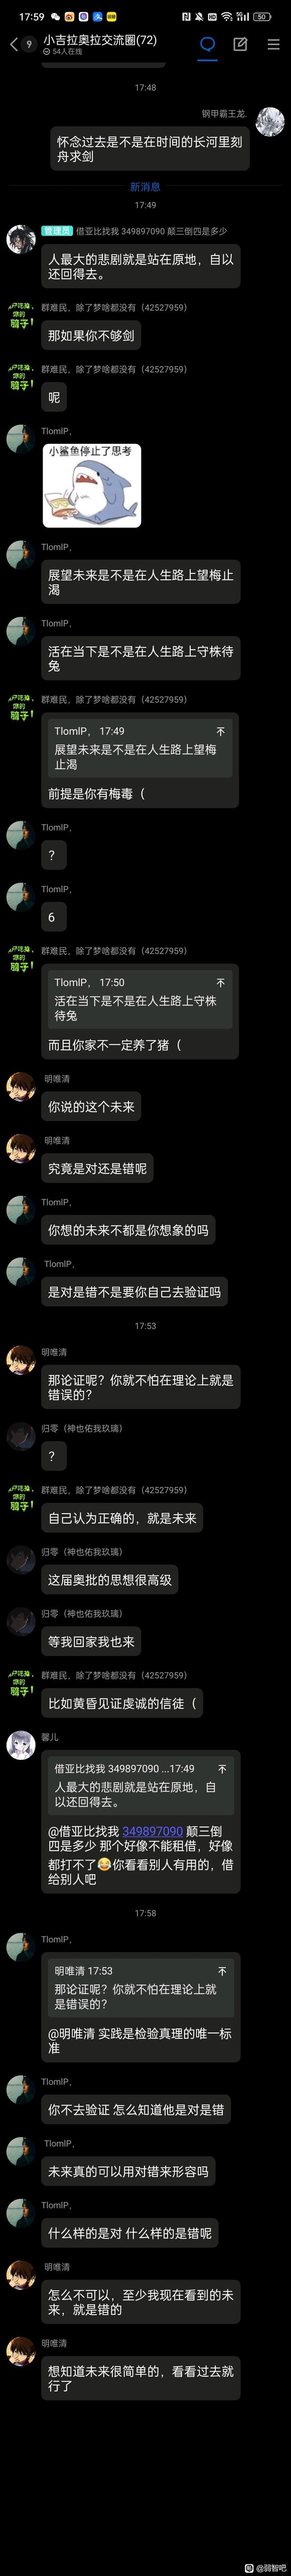 17:59
50
9
小吉拉奥拉交流圈(72)
54人在线
17:48
钢甲霸王龙.
怀念过去是不是在时间的长河里刻
舟求剑
新消息
17:49
管理员 借亚比找我 349897090 颠三倒四是多少
人最大的悲剧就是站在原地，自以
还回得去。
群难民，除了梦啥都没有（42527959）
那如果你不够剑
群难民，除了梦啥都没有（42527959）
呢
TlomlP，
小鲨鱼停止了思考
TlomlP，
展望未来是不是在人生路上望梅止
渴
TlomlP，
活在当下是不是在人生路上守株待
兔
群难民，除了梦啥都没有（42527959）
TlomlP， 17:49
展望未来是不是在人生路上望梅
止渴
前提是你有梅毒（
TlomlP，
？
TlomlP，
6
群难民，除了梦啥都没有（42527959）
TlomlP， 17:50
活在当下是不是在人生路上守株
待兔
而且你家不一定养了猪（
明唯清
你说的这个未来
明唯清
究竟是对还是错呢
TlomlP，
你想的未来不都是你想象的吗
TlomlP，
是对是错不是要你自己去验证吗
17:53
明唯清
那论证呢？你就不怕在理论上就是
错误的？
归零（神也佑我玖璃）
？
群难民，除了梦啥都没有（42527959）
自己认为正确的，就是未来
归零（神也佑我玖璃）
这届奥批的思想很高级
归零（神也佑我玖璃）
等我回家我也来
群难民，除了梦啥都没有（42527959）
比如黄昏见证虔诚的信徒（
馨儿
借亚比找我 349897090 ...17:49
人最大的悲剧就是站在原地，自
以还回得去。
@借亚比找我 349897090 颠三倒
四是多少 那个好像不能租借，好像
都打不了😂你看看别人有用的，借
给别人吧
17:58
TlomlP，
明唯清 17:53
那论证呢？你就不怕在理论上就
是错误的？
@明唯清 实践是检验真理的唯一标
准
TlomlP，
你不去验证 怎么知道他是对是错
TlomlP，
未来真的可以用对错来形容吗
TlomlP，
什么样的是对 什么样的是错呢
明唯清
怎么不可以，至少我现在看到的未
来，就是错的
明唯清
想知道未来很简单的，看看过去就
行了
@弱智吧